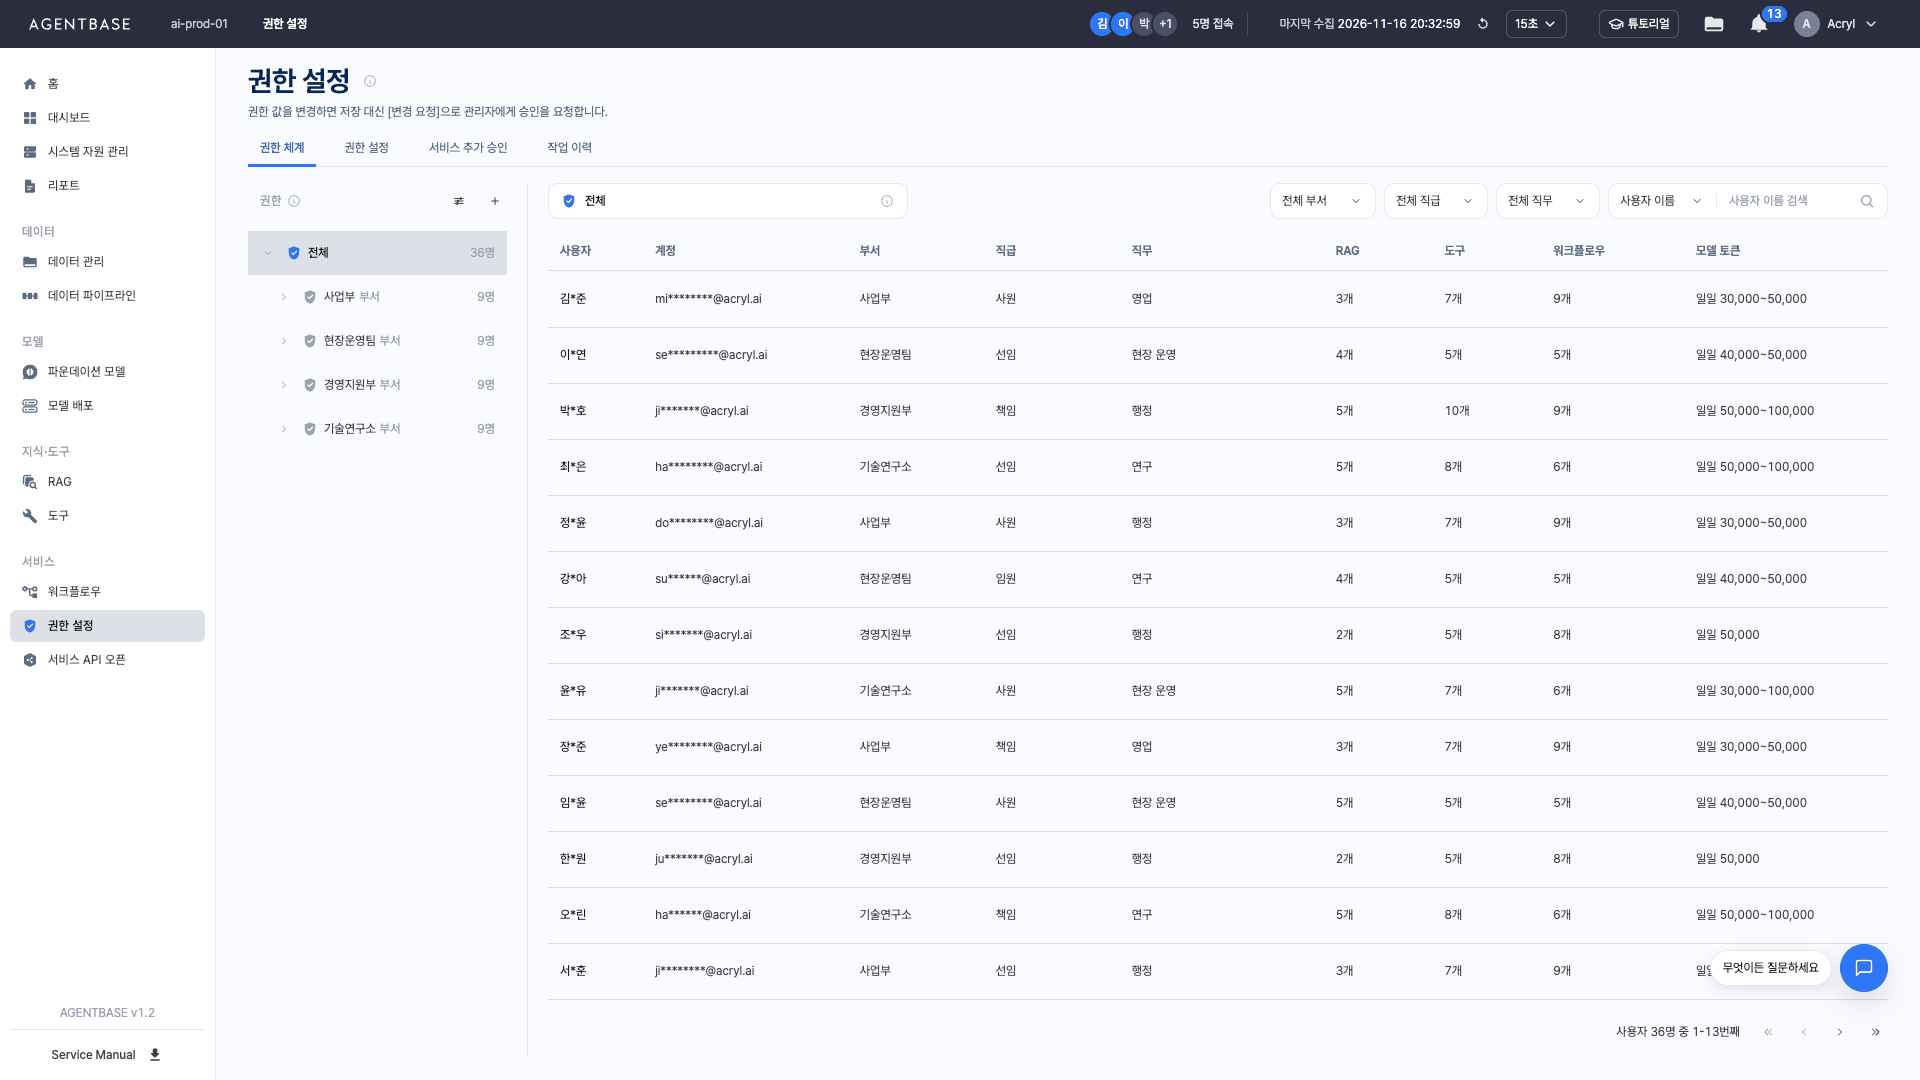 AGENTBASE
ai-prod-01
권한 설정
김 이 박 +1 5명 접속
마지막 수집 2026-11-16 20:32:59
15초
튜토리얼
13
A Acryl
홈
대시보드
시스템 자원 관리
리포트
데이터
데이터 관리
데이터 파이프라인
모델
파운데이션 모델
모델 배포
지식·도구
RAG
도구
서비스
워크플로우
권한 설정
서비스 API 오픈
AGENTBASE v1.2
Service Manual
권한 설정
권한 값을 변경하면 저장 대신 [변경 요청]으로 관리자에게 승인을 요청합니다.
권한 체계 권한 설정 서비스 추가 승인 작업 이력
권한
전체 36명
사업부 부서 9명
현장운영팀 부서 9명
경영지원부 부서 9명
기술연구소 부서 9명
전체
전체 부서 전체 직급 전체 직무 사용자 이름 사용자 이름 검색
사용자 계정 부서 직급 직무 RAG 도구 워크플로우 모델 토큰
김*준 mi********@acryl.ai 사업부 사원 영업 3개 7개 9개 일일 30,000~50,000
이*연 se*********@acryl.ai 현장운영팀 선임 현장 운영 4개 5개 5개 일일 40,000~50,000
박*호 ji*******@acryl.ai 경영지원부 책임 행정 5개 10개 9개 일일 50,000~100,000
최*은 ha********@acryl.ai 기술연구소 선임 연구 5개 8개 6개 일일 50,000~100,000
정*윤 do********@acryl.ai 사업부 사원 행정 3개 7개 9개 일일 30,000~50,000
강*아 su******@acryl.ai 현장운영팀 임원 연구 4개 5개 5개 일일 40,000~50,000
조*우 si*******@acryl.ai 경영지원부 선임 행정 2개 5개 8개 일일 50,000
윤*유 ji*******@acryl.ai 기술연구소 사원 현장 운영 5개 7개 6개 일일 30,000~100,000
장*준 ye********@acryl.ai 사업부 책임 영업 3개 7개 9개 일일 30,000~50,000
임*윤 se********@acryl.ai 현장운영팀 사원 현장 운영 5개 5개 5개 일일 40,000~50,000
한*원 ju*******@acryl.ai 경영지원부 선임 행정 2개 5개 8개 일일 50,000
오*린 ha******@acryl.ai 기술연구소 책임 연구 5개 8개 6개 일일 50,000~100,000
서*훈 ji********@acryl.ai 사업부 선임 행정 3개 7개 9개
무엇이든 질문하세요
사용자 36명 중 1-13번째